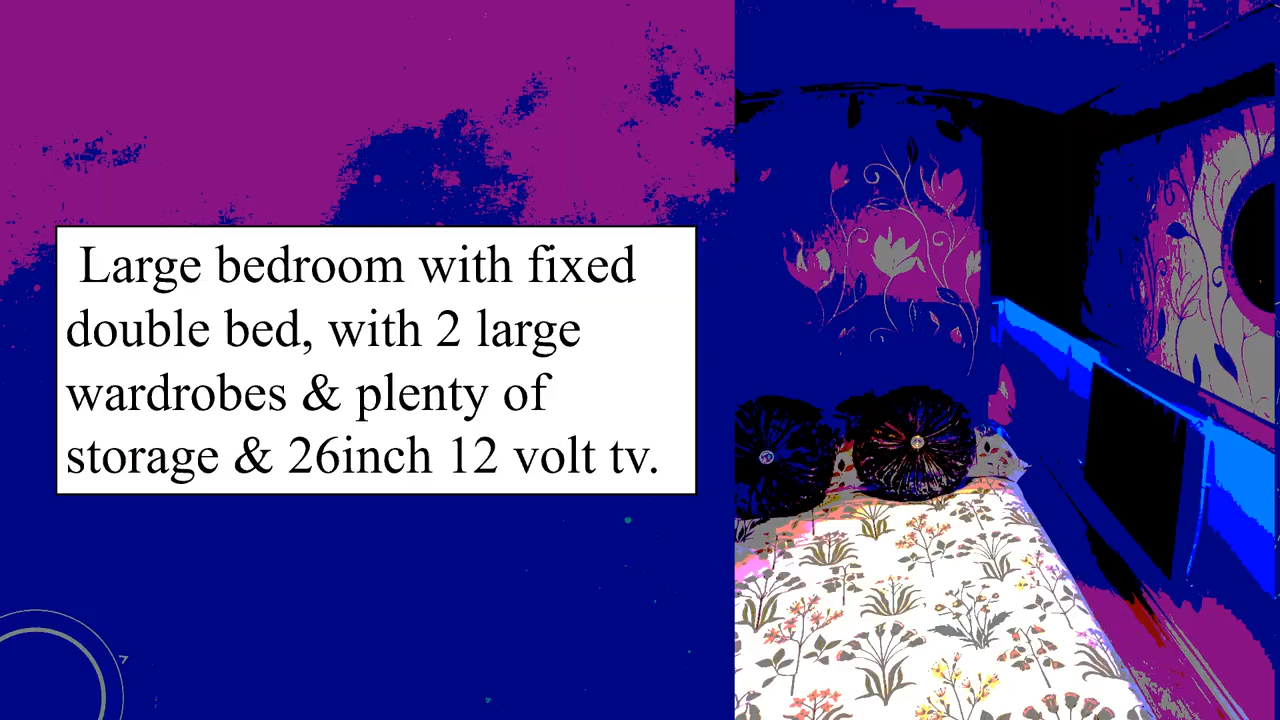 Large bedroom with fixed
double bed, with 2 large
wardrobes & plenty of
storage & 26inch 12 volt tv.